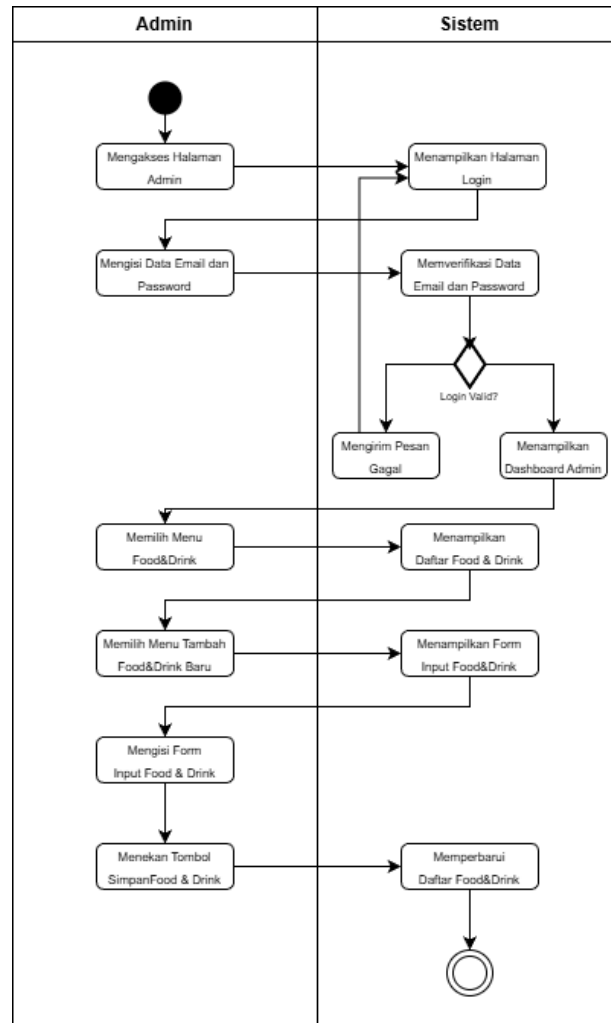 Admin
Sistem
Mengakses Halaman
Admin
Menampilkan Halaman
Login
Mengisi Data Email dan
Password
Memverifikasi Data
Email dan Password
Login Valid?
Mengirim Pesan
Gagal
Menampilkan
Dashboard Admin
Memilih Menu
Food&Drink
Menampilkan
Daftar Food & Drink
Memilih Menu Tambah
Food&Drink Baru
Menampilkan Form
Input Food&Drink
Mengisi Form
Input Food & Drink
Menekan Tombol
SimpanFood & Drink
Memperbarui
Daftar Food&Drink